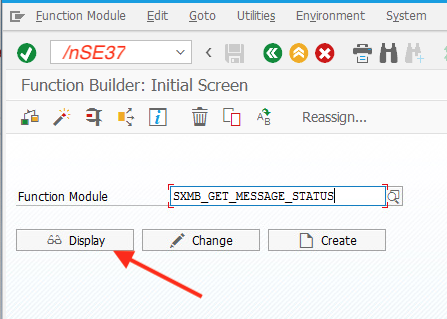 Function Module Edit Goto Utilities Environment System
/nSE37
Function Builder: Initial Screen
Reassign...
Function Module SXMB_GET_MESSAGE_STATUS
Display Change Create